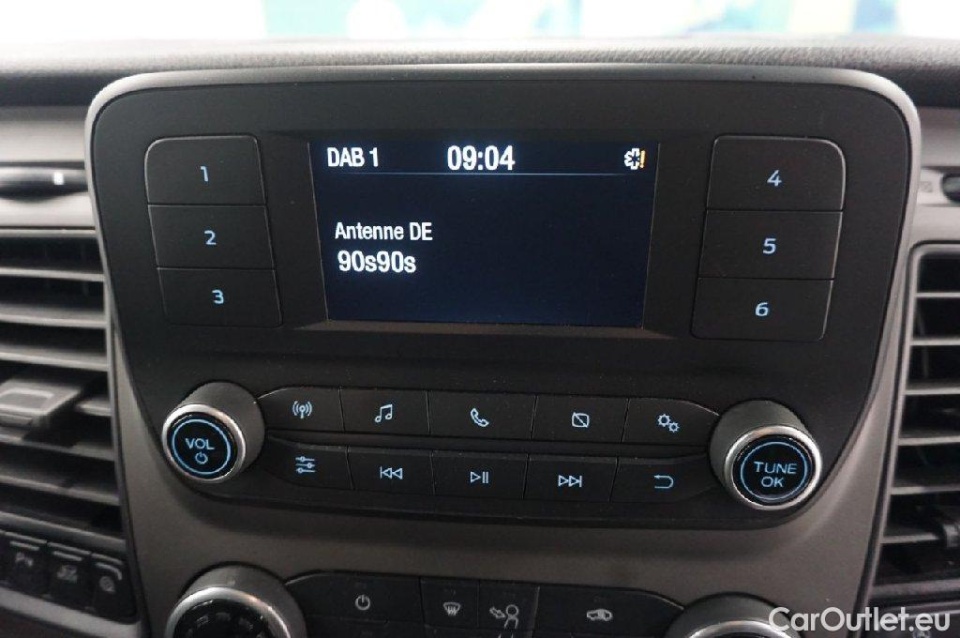 DAB 1 09:04
Antenne DE
90s90s
1
2
3
4
5
6
VOL
TUNE
OK
CarOutlet.eu